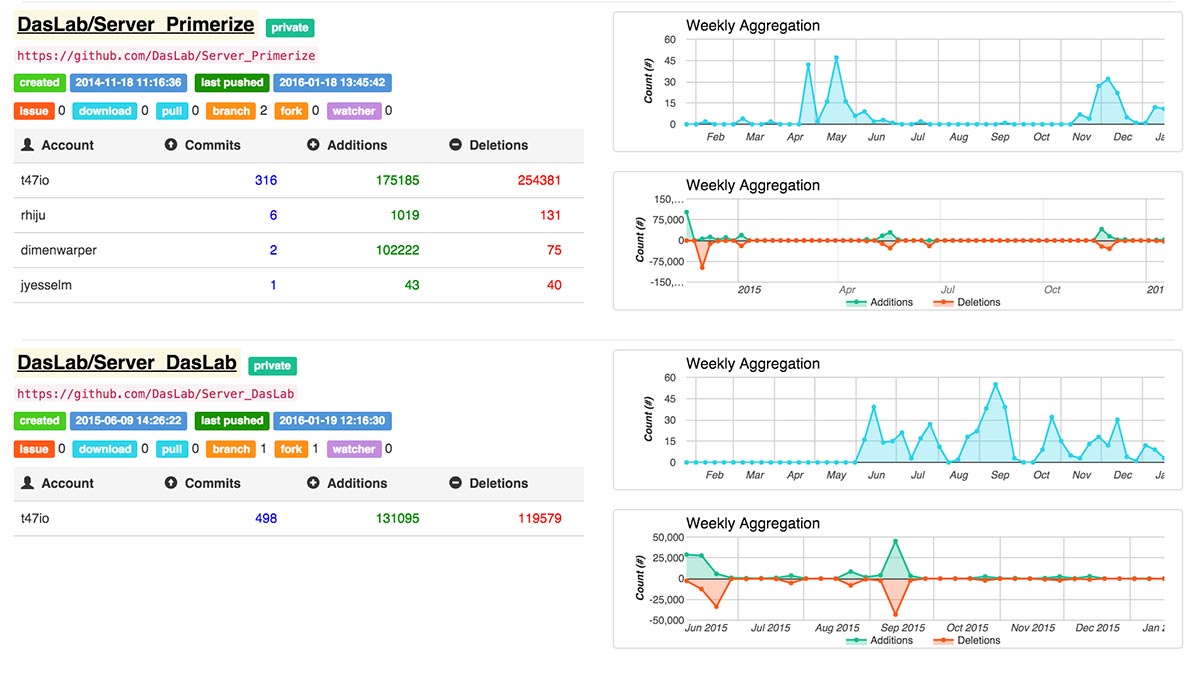 DasLab/Server_Primerize private
https://github.com/DasLab/Server_Primerize
created 2014-11-18 11:16:36 last pushed 2016-01-18 13:45:42
issue 0 download 0 pull 0 branch 2 fork 0 watcher 0
Account Commits Additions Deletions
t47io 316 175185 254381
rhiju 6 1019 131
dimenwarper 2 102222 75
jyesselm 1 43 40
Weekly Aggregation
Count (#)
60
45
30
15
0
Feb Mar Apr May Jun Jul Aug Sep Oct Nov Dec Ja
Weekly Aggregation
Count (#)
150,...
75,000
0
-75,000
-150,...
2015 Apr Jul Oct 201
Additions Deletions
DasLab/Server_DasLab private
https://github.com/DasLab/Server_DasLab
created 2015-06-09 14:26:22 last pushed 2016-01-19 12:16:30
issue 0 download 0 pull 0 branch 1 fork 1 watcher 0
Account Commits Additions Deletions
t47io 498 131095 119579
Weekly Aggregation
Count (#)
60
45
30
15
0
Feb Mar Apr May Jun Jul Aug Sep Oct Nov Dec Ja
Weekly Aggregation
Count (#)
50,000
25,000
0
-25,000
-50,000
Jun 2015 Jul 2015 Aug 2015 Sep 2015 Oct 2015 Nov 2015 Dec 2015 Jan 2
Additions Deletions